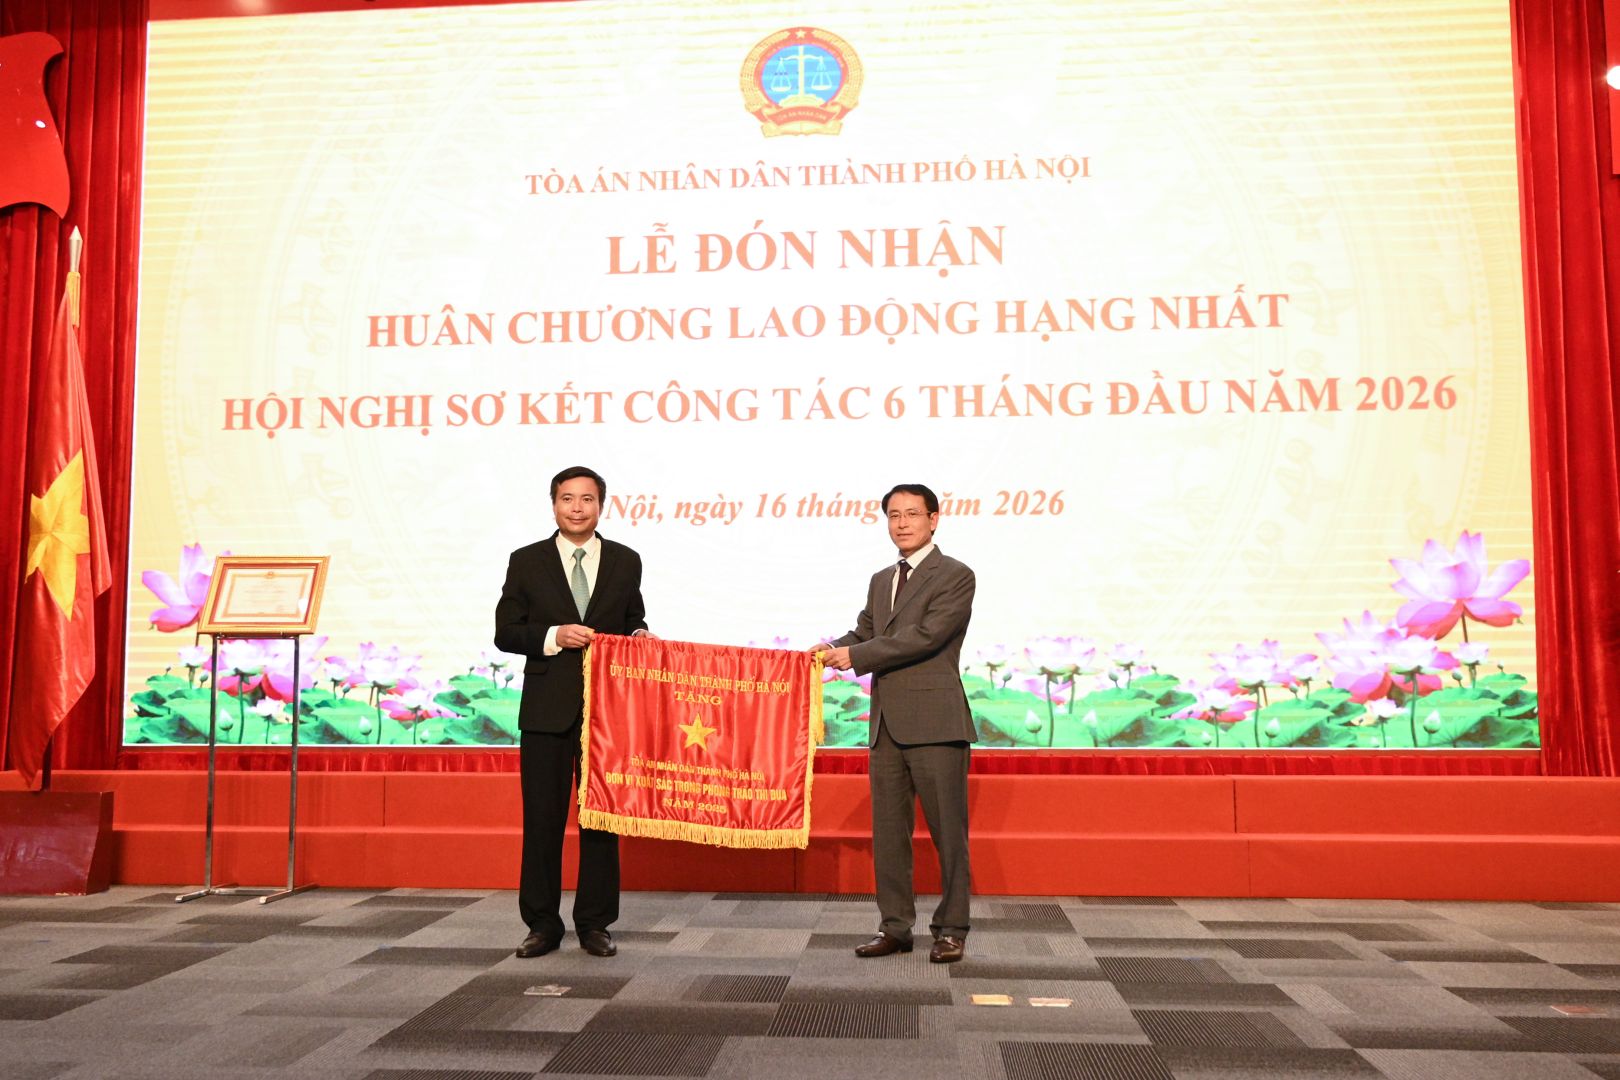 TÒA ÁN NHÂN DÂN THÀNH PHỐ HÀ NỘI
LỄ ĐÓN NHẬN
HUÂN CHƯƠNG LAO ĐỘNG HẠNG NHẤT
HỘI NGHỊ SƠ KẾT CÔNG TÁC 6 THÁNG ĐẦU NĂM 2026
Nội, ngày 16 tháng năm 2026
ỦY BAN NHÂN DÂN THÀNH PHỐ HÀ NỘI
TẶNG
TÒA ÁN NHÂN DÂN THÀNH PHỐ HÀ NỘI
ĐƠN VỊ XUẤT SẮC TRONG PHONG TRÀO THI ĐUA
NĂM 2025